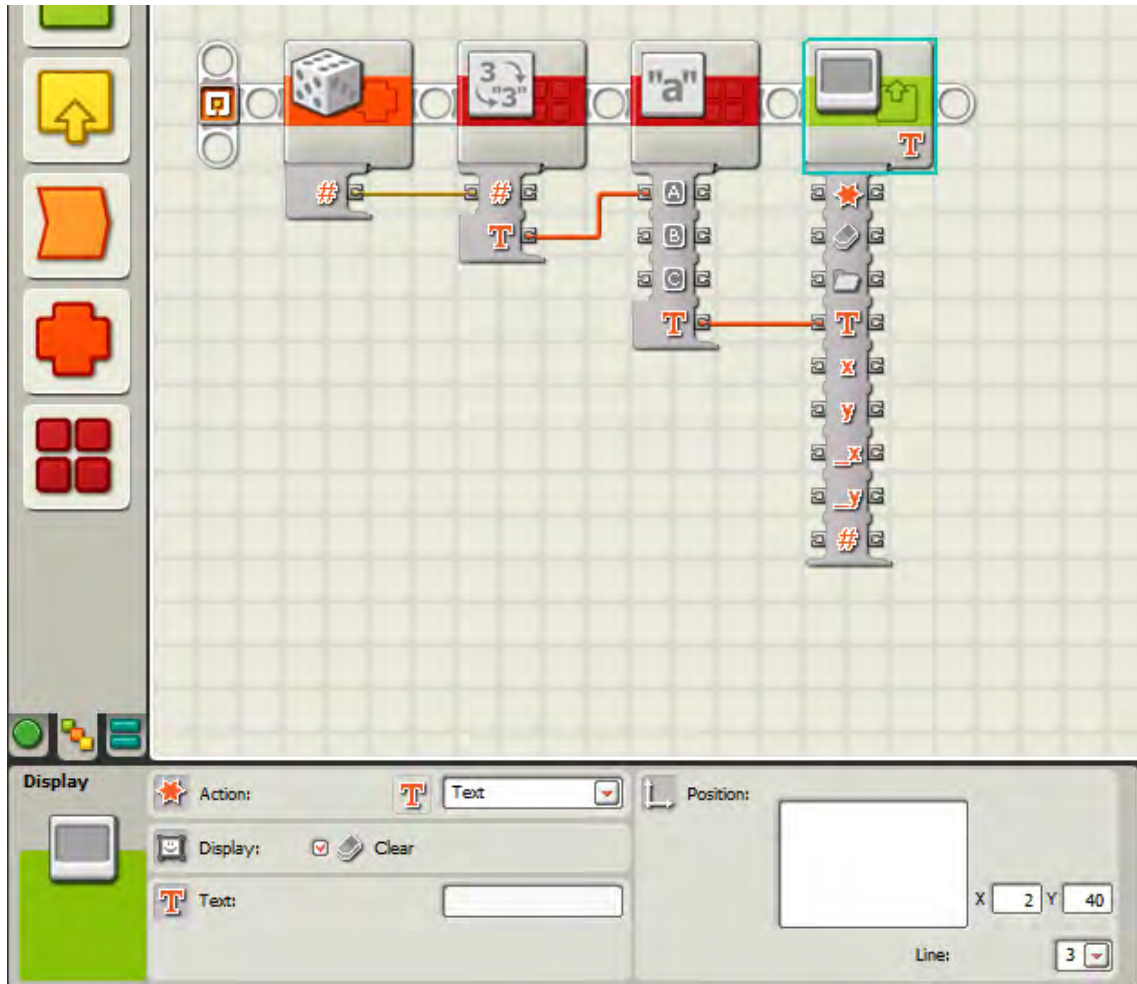 3
"3"
"a"
T
#
#
T
A
B
C
T
T
x
y
_x
_y
#
Display
Action:
T
Text
Display:
Clear
T
Text:
Position:
X
2
Y
40
Line:
3